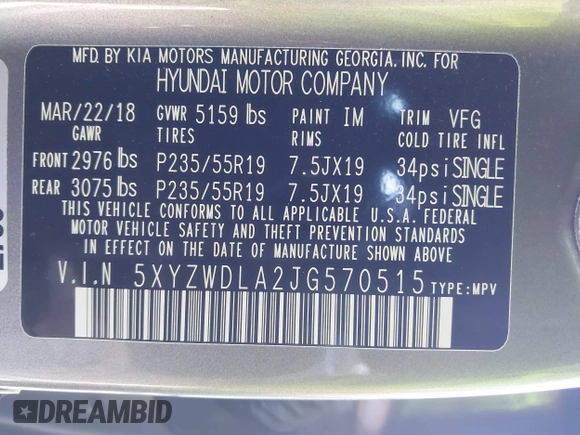 MFD. BY KIA MOTORS MANUFACTURING GEORGIA, INC. FOR
HYUNDAI MOTOR COMPANY
MAR/22/18 GVWR 5159 lbs PAINT IM TRIM VFG
GAWR TIRES RIMS COLD TIRE INFL
FRONT 2976 lbs P235/55R19 7.5JX19 34psi SINGLE
REAR 3075 lbs P235/55R19 7.5JX19 34psi SINGLE
THIS VEHICLE CONFORMS TO ALL APPLICABLE U.S.A. FEDERAL
MOTOR VEHICLE SAFETY AND THEFT PREVENTION STANDARDS
IN EFFECT ON THE DATE OF MANUFACTURE SHOWN ABOVE.
V.I.N 5XYZWDLA2JG570515 TYPE:MPV
DREAMBID